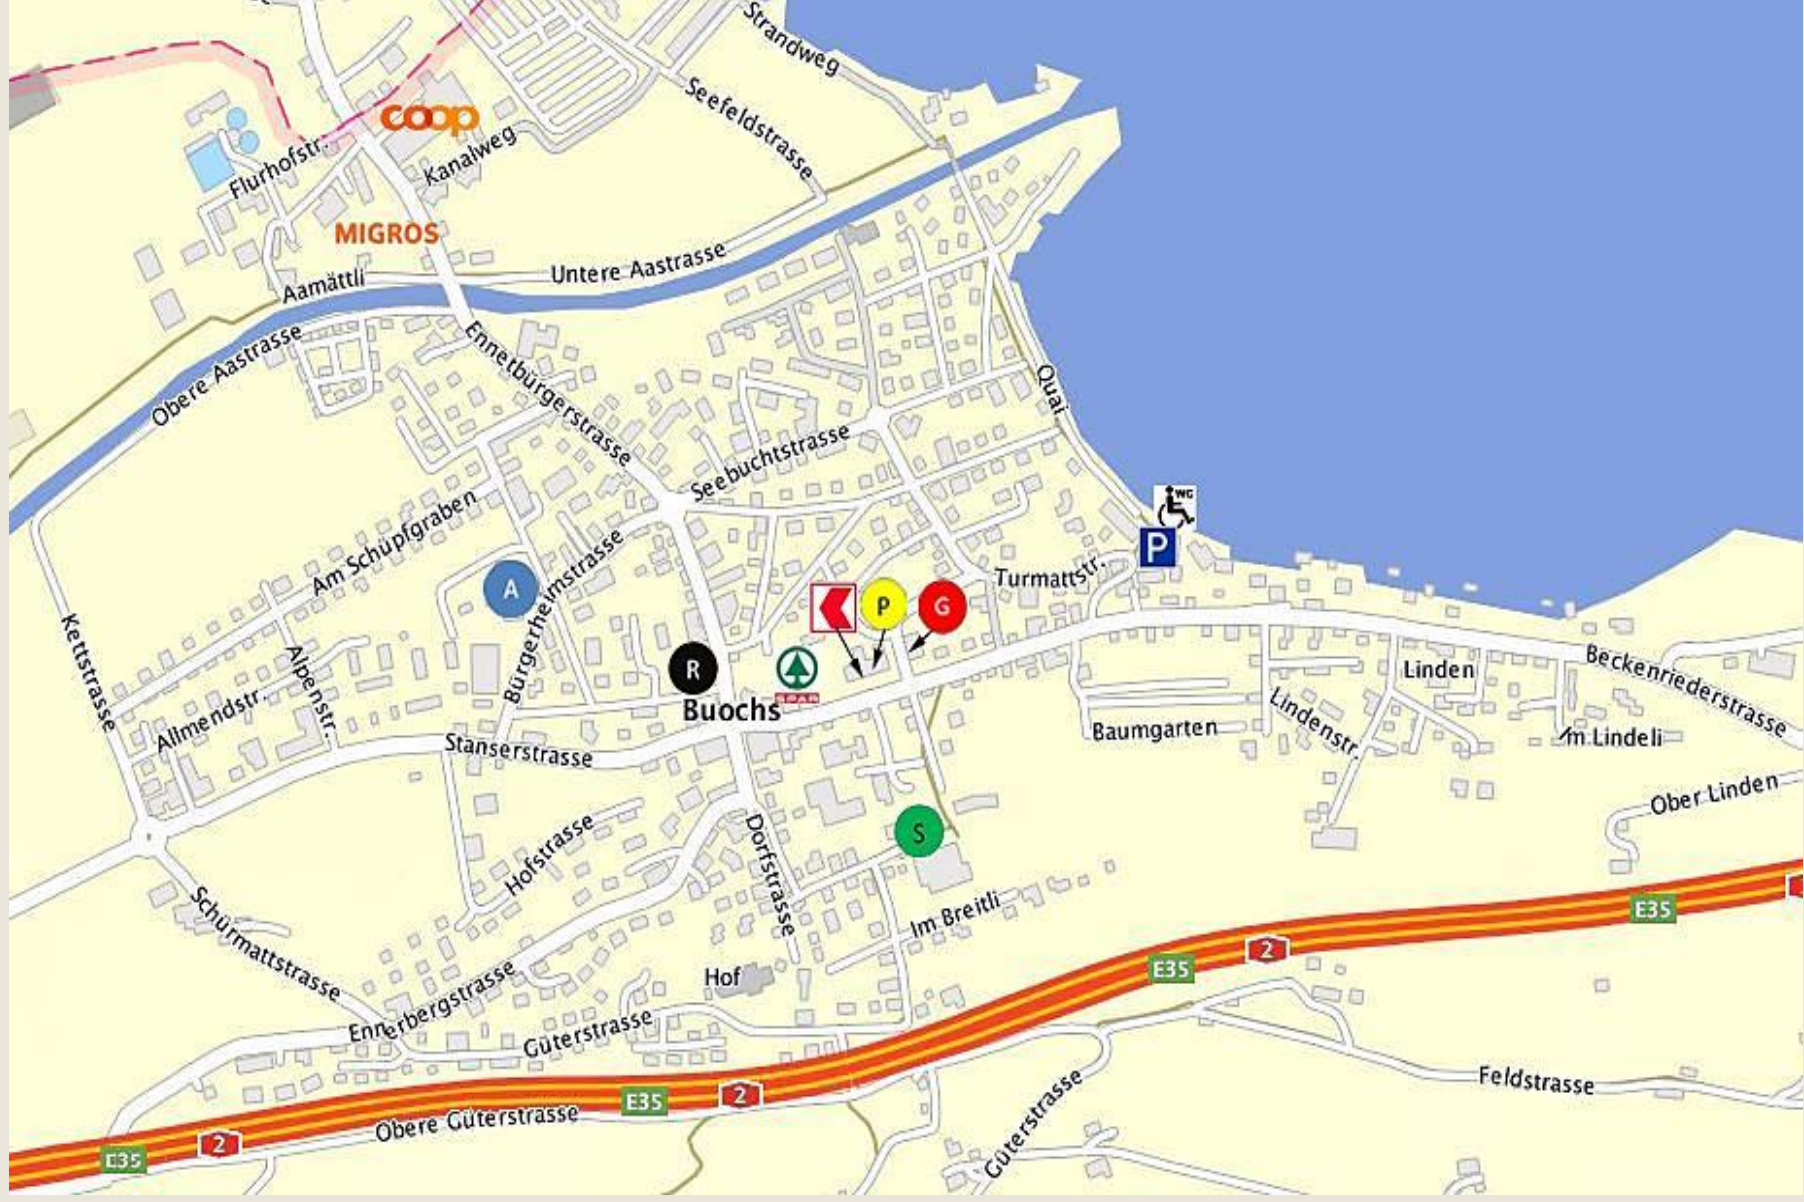 Strandweg
Seefeldstrasse
coop
Kanalweg
Flurhofstr.
MIGROS
Aamättli
Untere Aastrasse
Obere Aastrasse
Ennetbürgerstrasse
Quai
Seebuchtstrasse
WC
P
Am Schüpfgraben
Bürgerheimstrasse
A
Turmattstr.
P
G
Kettstrasse
Alpenstr.
Allmendstr.
R
SPAR
Buochs
Stanserstrasse
Beckenriederstrasse
Linden
Lindenstr.
Baumgarten
Im Lindeli
Ober Linden
Hofstrasse
Dorfstrasse
S
Schürmattstrasse
Im Breitli
E35
2
E35
Hof
Ennerbergstrasse
Güterstrasse
E35
2
Feldstrasse
Güterstrasse
Obere Güterstrasse
2
E35